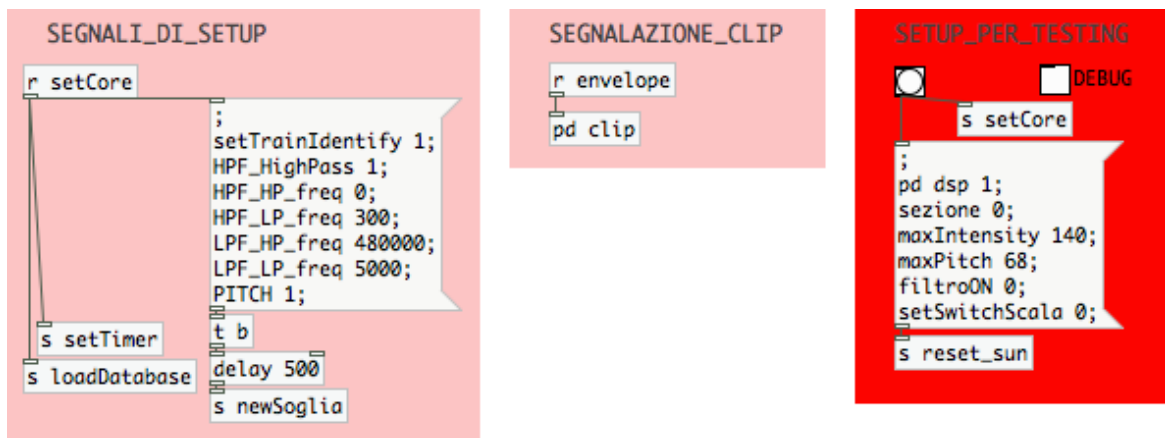 SEGNALI_DI_SETUP
r setCore
;
setTrainIdentify 1;
HPF_HighPass 1;
HPF_HP_freq 0;
HPF_LP_freq 300;
LPF_HP_freq 480000;
LPF_LP_freq 5000;
PITCH 1;
t b
s setTimer
delay 500
s loadDatabase
s newSoglia
SEGNALAZIONE_CLIP
r envelope
pd clip
SETUP_PER_TESTING
DEBUG
s setCore
;
pd dsp 1;
sezione 0;
maxIntensity 140;
maxPitch 68;
filtroON 0;
setSwitchScala 0;
s reset_sun